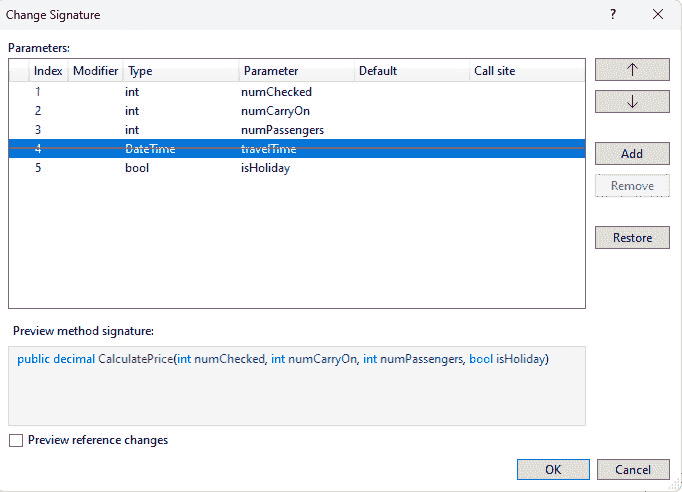 Change Signature
?
Parameters:
Index Modifier Type Parameter Default Call site
1 int numChecked
2 int numCarryOn
3 int numPassengers
4 DateTime travelTime
5 bool isHoliday
Add
Remove
Restore
Preview method signature:
public decimal CalculatePrice(int numChecked, int numCarryOn, int numPassengers, bool isHoliday)
Preview reference changes
OK Cancel